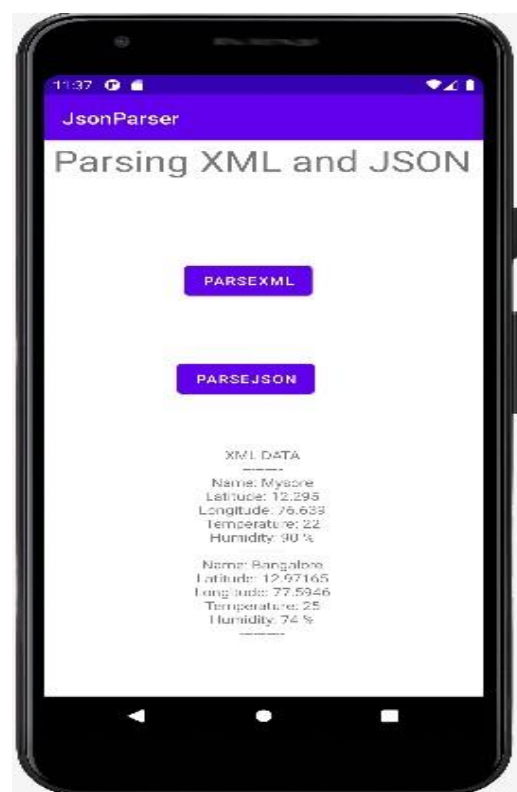 11:37
JsonParser
Parsing XML and JSON
PARSEXML
PARSEJSON
XML DATA
----------
Name: Mysore
Latitude: 12.295
Longitude: 76.639
Temperature: 22
Humidity: 90 %
Name: Bangalore
Latitude: 12.97165
Longitude: 77.5946
Temperature: 25
Humidity: 74 %
----------